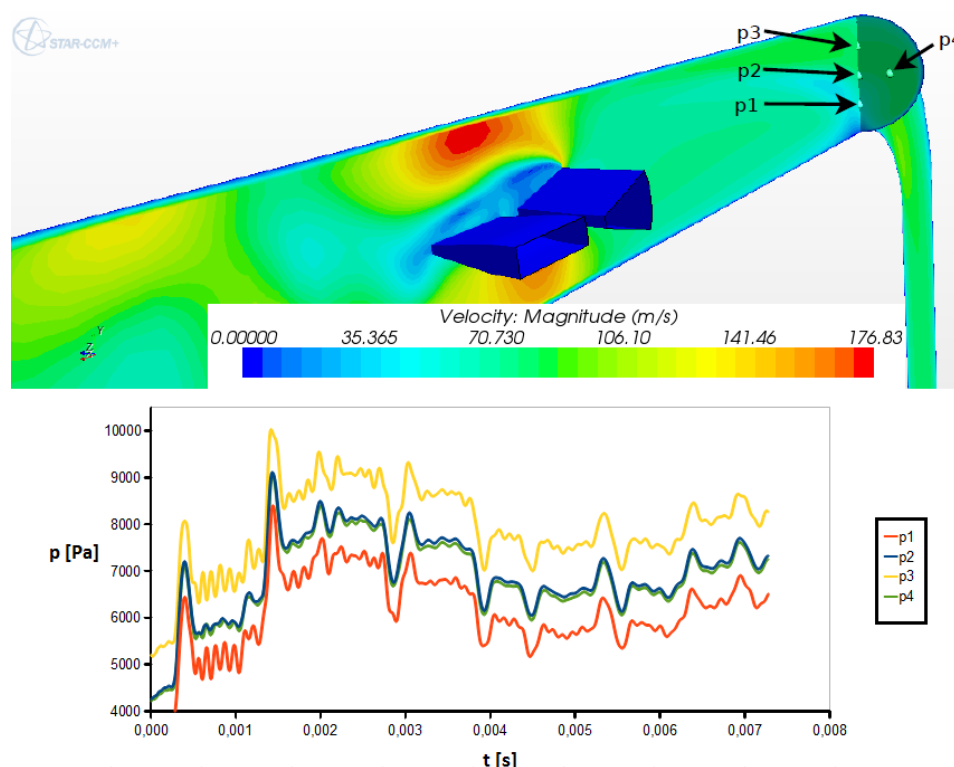 STAR-CCM+
p3
p4
p2
p1
Y
Z
Velocity: Magnitude (m/s)
0.00000 35.365 70.730 106.10 141.46 176.83
10000
9000
8000
7000
6000
5000
4000
p [Pa]
0,000 0,001 0,002 0,003 0,004 0,005 0,006 0,007 0,008
t [s]
p1
p2
p3
p4